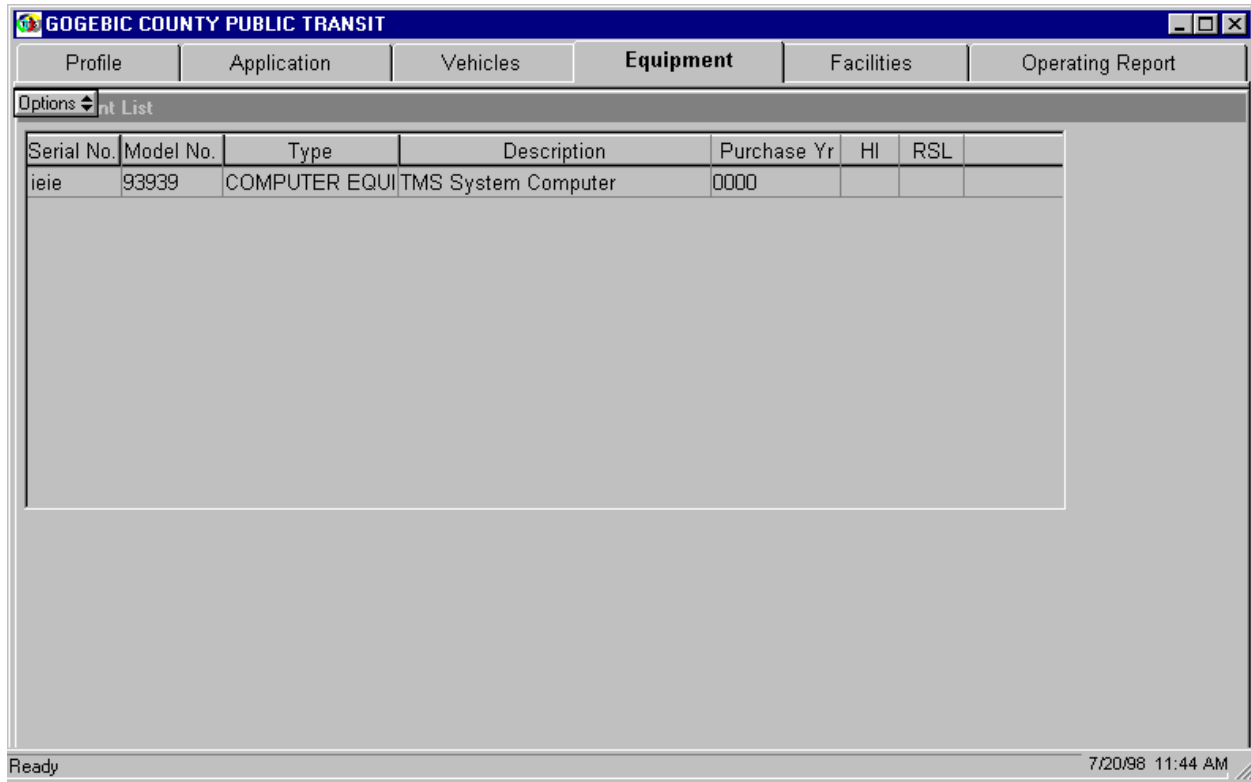 GOGEBIC COUNTY PUBLIC TRANSIT
Profile Application Vehicles Equipment Facilities Operating Report
Options nt List
Serial No. Model No. Type Description Purchase Yr HI RSL
ieie 93939 COMPUTER EQUI TMS System Computer 0000
Ready 7/20/98 11:44 AM